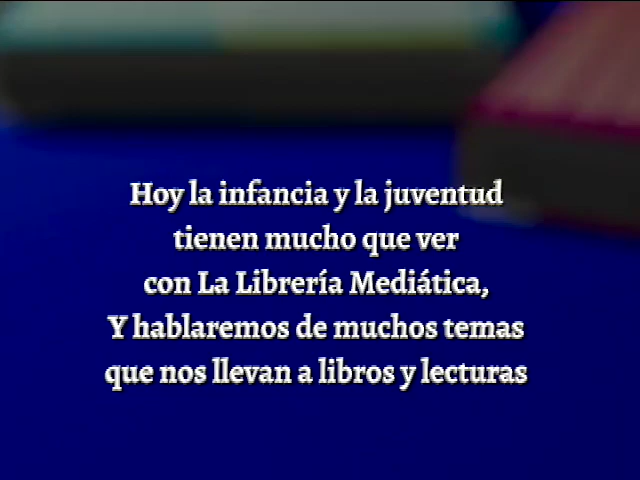 Hoy la infancia y la juventud
tienen mucho que ver
con La Librería Mediática,
Y hablaremos de muchos temas
que nos llevan a libros y lecturas